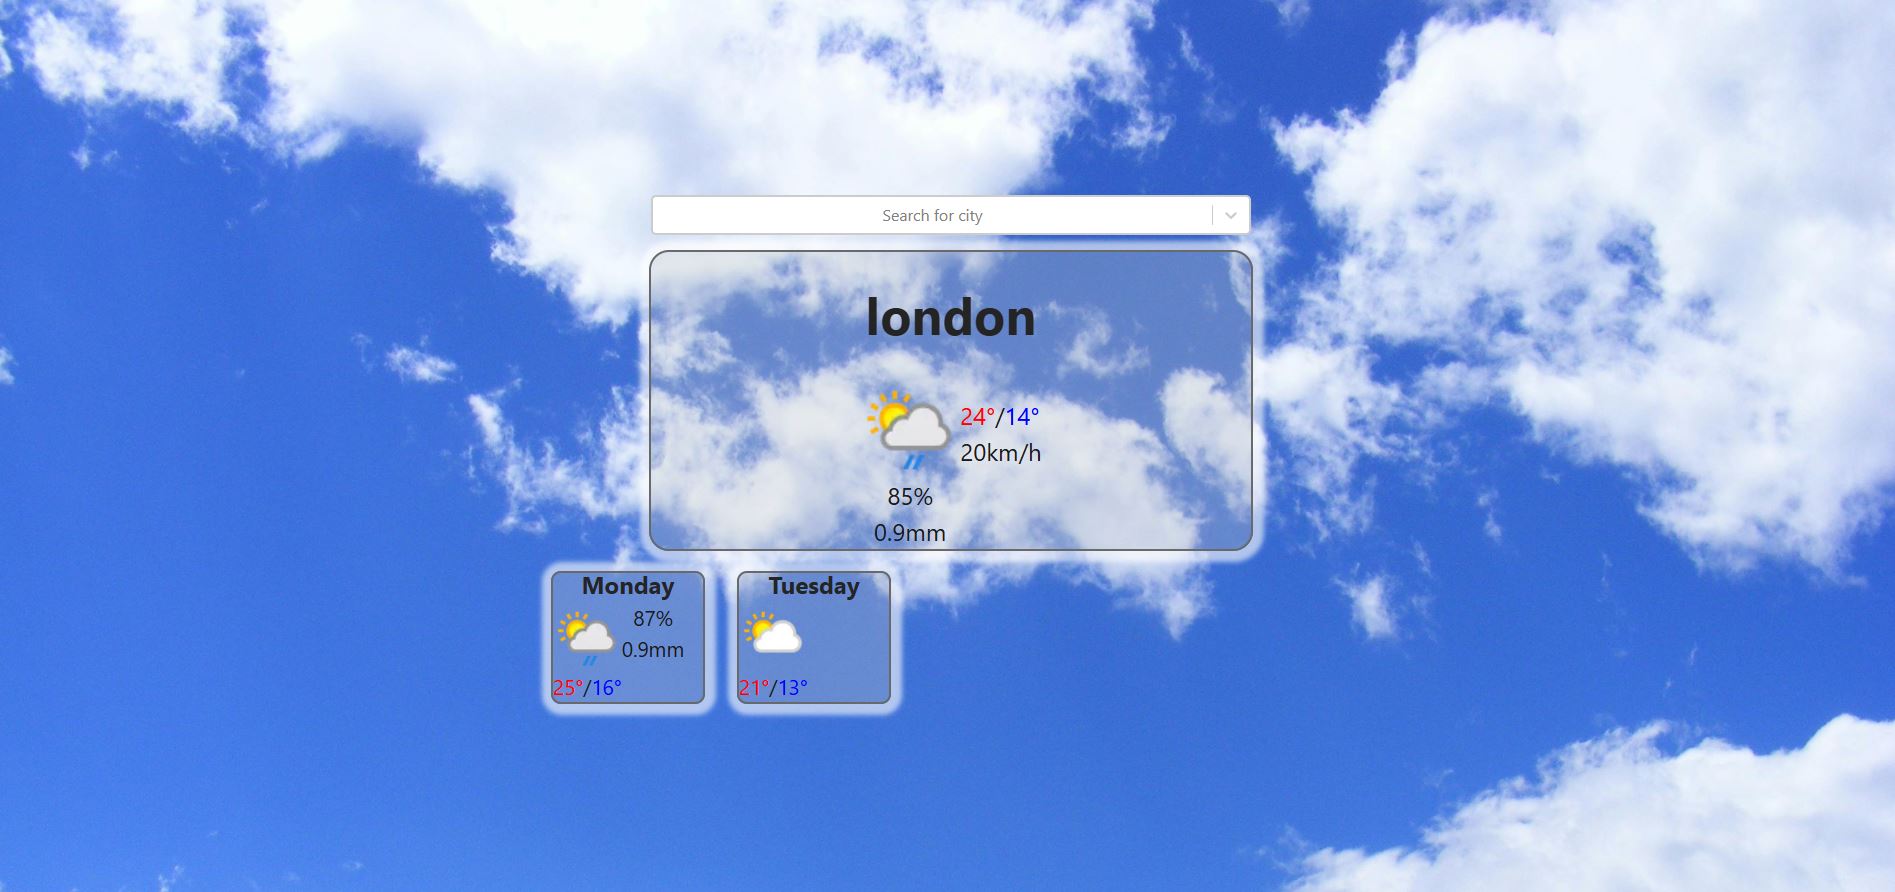 Search for city
london
24°/14°
20km/h
85%
0.9mm
Monday
87%
0.9mm
25°/16°
Tuesday
21°/13°